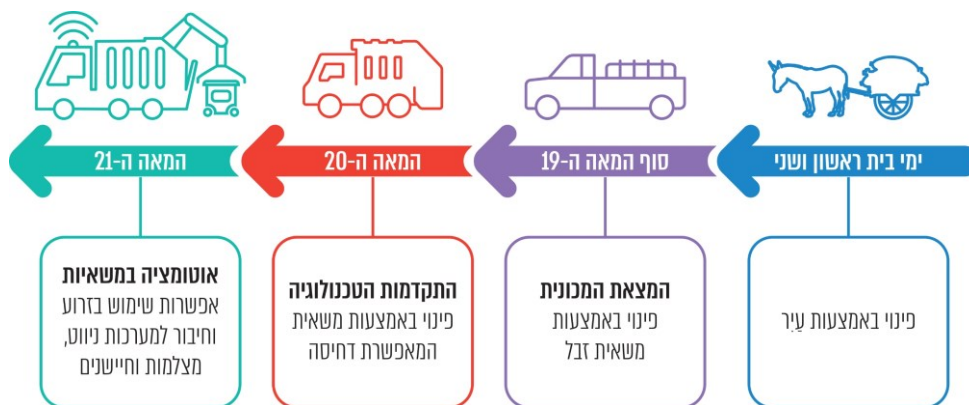 ימי בית ראשון ושני
סוף המאה ה-19
המאה ה-20
המאה ה-21
פינוי באמצעות עַיִר
המצאת המכונית
פינוי באמצעות
משאית זבל
התקדמות הטכנולוגיה
פינוי באמצעות משאית
המאפשרת דחיסה
אוטומציה במשאיות
אפשרות שימוש בזרוע
וחיבור למערכות ניווט,
מצלמות וחיישנים